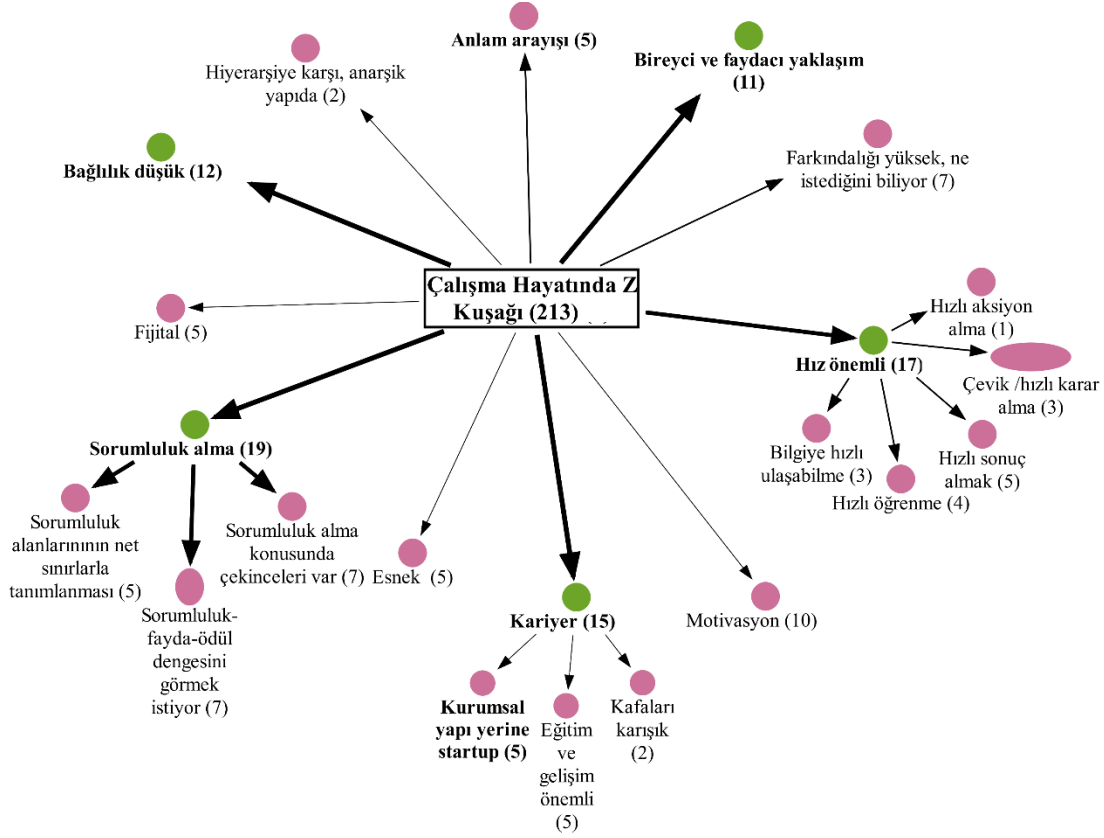 Anlam arayışı (5)
Hiyerarşiye karşı, anarşik
yapıda (2)
Bireyci ve faydacı yaklaşım
(11)
Bağlılık düşük (12)
Farkındalığı yüksek, ne
istediğini biliyor (7)
Çalışma Hayatında Z
Kuşağı (213)
Fijital (5)
Hızlı aksiyon
alma (1)
Hız önemli (17)
Çevik /hızlı karar
alma (3)
Bilgiye hızlı
ulaşabilme (3)
Hızlı öğrenme (4)
Hızlı sonuç
almak (5)
Sorumluluk alma (19)
Sorumluluk
alanlarınının net
sınırlarla
tanımlanması (5)
Sorumluluk-
fayda-ödül
dengesini
görmek
istiyor (7)
Sorumluluk alma
konusunda
çekinceleri var (7)
Esnek (5)
Kariyer (15)
Motivasyon (10)
Kurumsal
yapı yerine
startup (5)
Eğitim
ve
gelişim
önemli
(5)
Kafaları
karışık
(2)